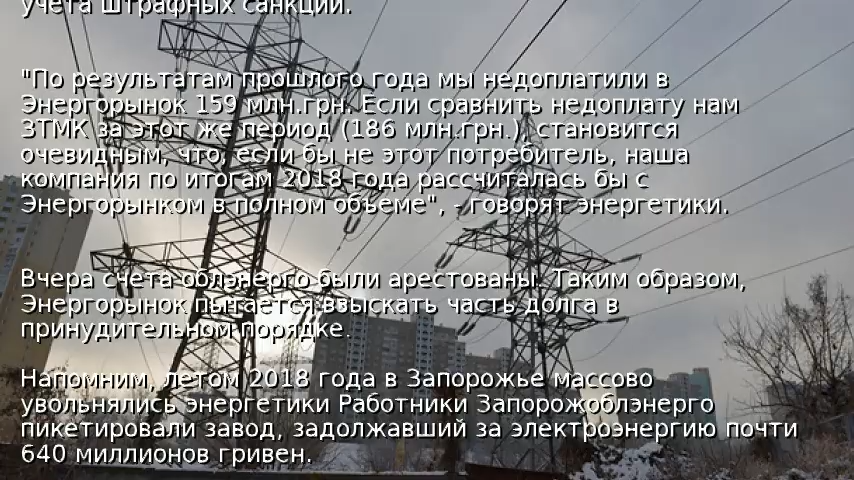 учета штрафных санкций.
"По результатам прошлого года мы недоплатили в
Энергорынок 159 млн.грн. Если сравнить недоплату нам
ЗТМК за этот же период (186 млн.грн.), становится
очевидным, что, если бы не этот потребитель, наша
компания по итогам 2018 года рассчиталась бы с
Энергорынком в полном объеме", - говорят энергетики.
Вчера счета облэнерго были арестованы. Таким образом,
Энергорынок пытается взыскать часть долга в
принудительном порядке.
Напомним, летом 2018 года в Запорожье массово
увольнялись энергетики Работники Запорожоблэнерго
пикетировали завод, задолжавший за электроэнергию почти
640 миллионов гривен.